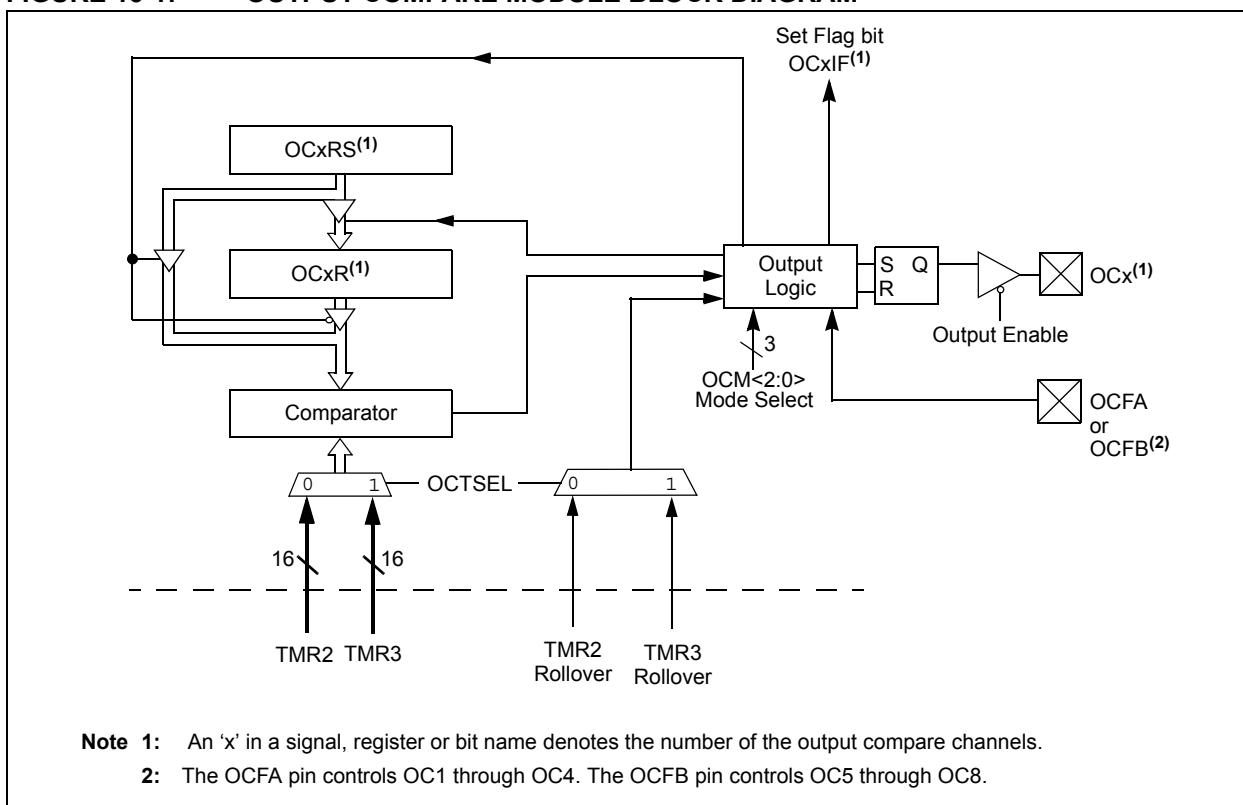 Set Flag bit
OCxIF(1)
OCxRS(1)
OCxR(1)
Output
Logic
S Q
R
OCx(1)
Output Enable
3
OCM<2:0>
Mode Select
Comparator
OCFA
or
OCFB(2)
0 1
OCTSEL
0 1
16 16
TMR2 TMR3
TMR2
Rollover
TMR3
Rollover
Note 1: An ‘x’ in a signal, register or bit name denotes the number of the output compare channels.
2: The OCFA pin controls OC1 through OC4. The OCFB pin controls OC5 through OC8.